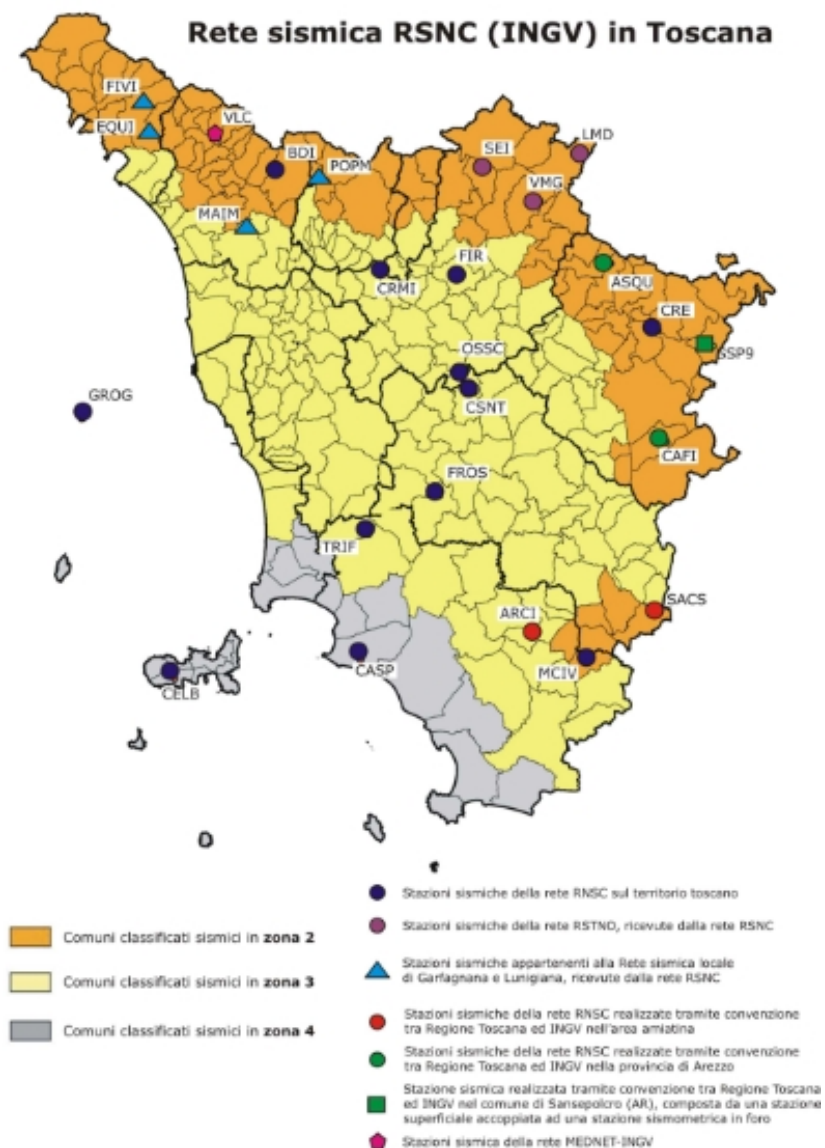 Rete sismica RSNC (INGV) in Toscana
FIVI
EQUI
VLC
BDI
POPM
SEI
LMD
VMG
MAIM
CRMI
FIR
ASQU
CRE
SSP9
OSSC
CSNT
GROG
CAFI
FROS
TRIF
SACS
ARCI
MCIV
CASP
CELB
Comuni classificati sismici in zona 2
Comuni classificati sismici in zona 3
Comuni classificati sismici in zona 4
Stazioni sismiche della rete RNSC sul territorio toscano
Stazioni sismiche della rete RSTNO, ricevute dalla rete RSNC
Stazioni sismiche appartenenti alla Rete sismica locale
di Garfagnana e Lunigiana, ricevute dalla rete RSNC
Stazioni sismiche della rete RNSC realizzate tramite convenzione
tra Regione Toscana ed INGV nell'area amiatina
Stazioni sismiche della rete RNSC realizzate tramite convenzione
tra Regione Toscana ed INGV nella provincia di Arezzo
Stazione sismica realizzata tramite convenzione tra Regione Toscana
ed INGV nel comune di Sansepolcro (AR), composta da una stazione
superficiale accoppiata ad una stazione sismometrica in foro
Stazioni sismica della rete MEDNET-INGV